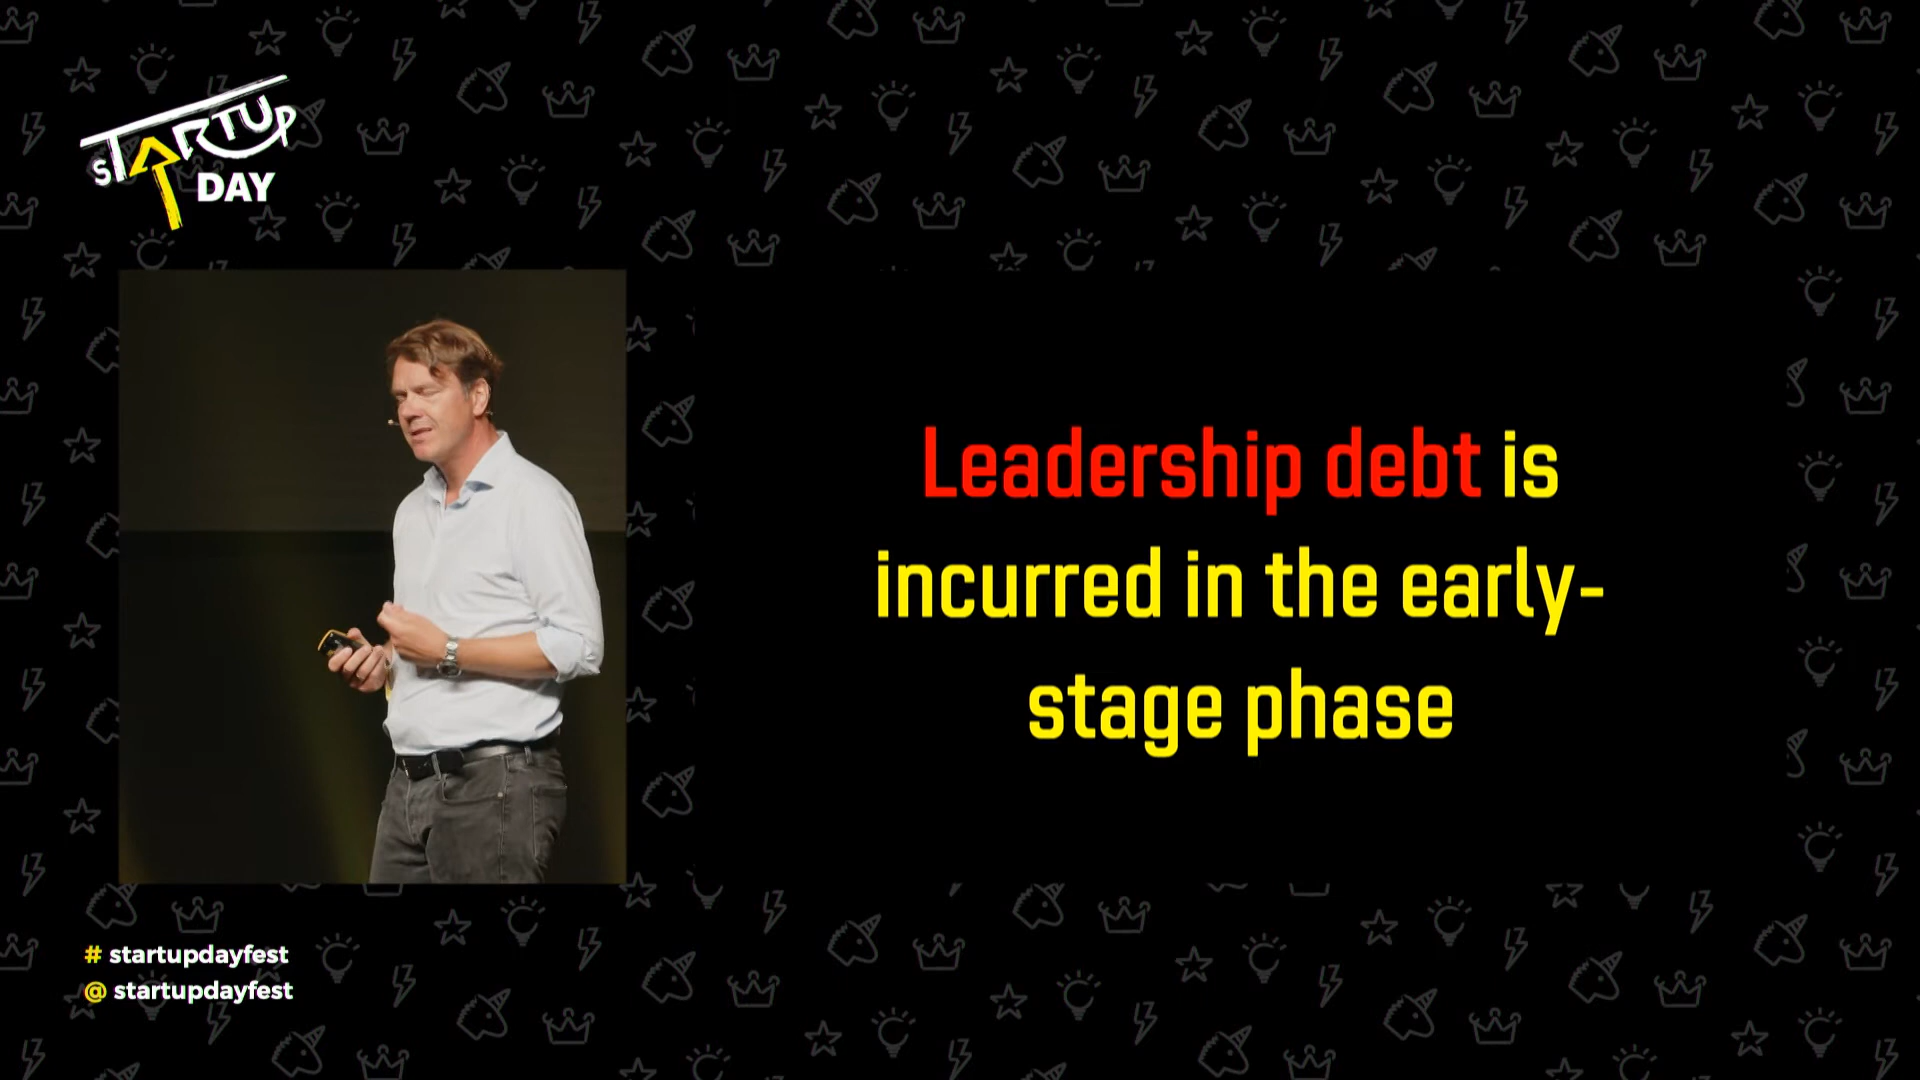 STARTUP
DAY
Leadership debt is
incurred in the early-
stage phase
# startupdayfest
@ startupdayfest